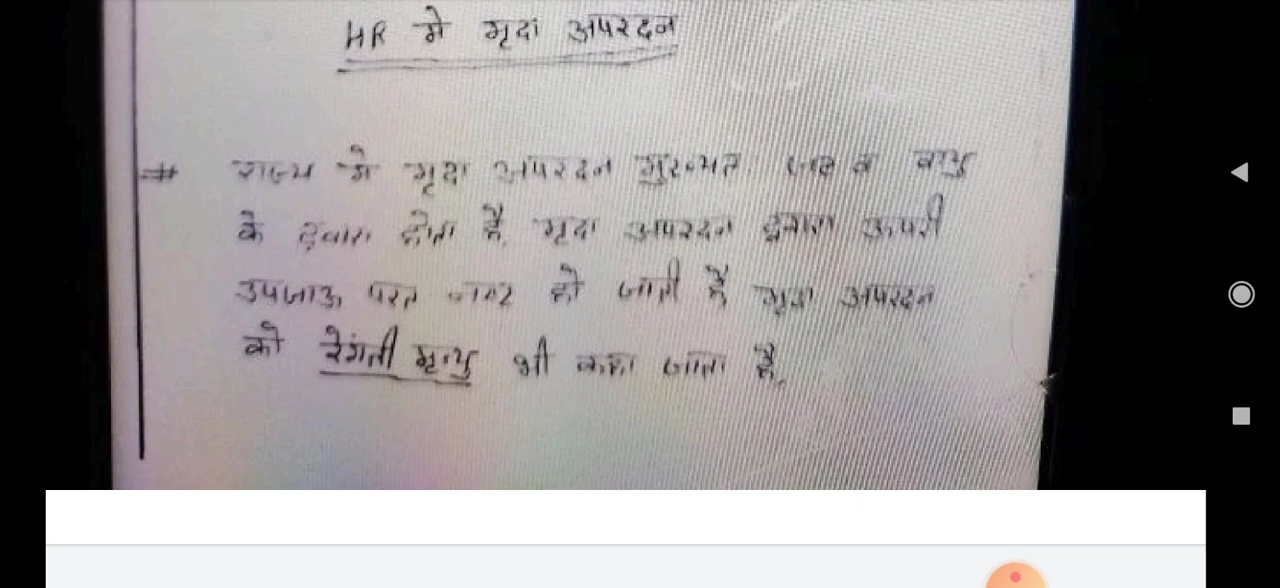 HR मे मृदा अपरदन
# राज्य मे मृदा अपरदन मुख्यत जल व वायु
के द्वारा होता है, मृदा अपरदन द्वारा ऊपरी
उपजाऊ परत नष्ट हो जाती है मृदा अपरदन
को रेंगती मृत्यु भी कहा जाता है,